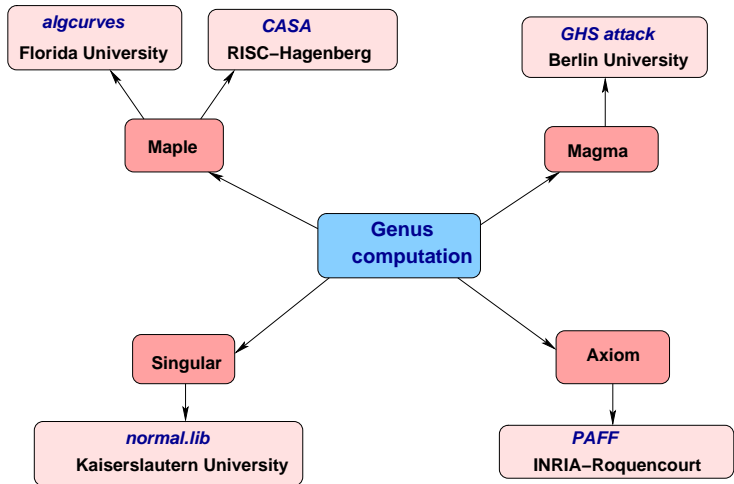 algcurves
Florida University
CASA
RISC−Hagenberg
GHS attack
Berlin University
Maple
Magma
Genus
computation
Singular
Axiom
normal.lib
Kaiserslautern University
PAFF
INRIA−Roquencourt